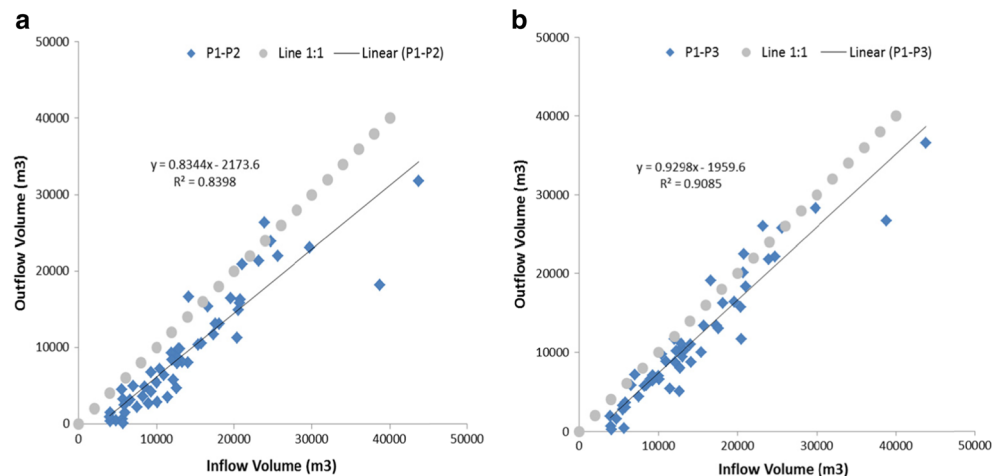 a
50000
40000
30000
20000
10000
0
Outflow Volume (m3)
P1-P2 Line 1:1 Linear (P1-P2)
y = 0.8344x - 2173.6
R² = 0.8398
0 10000 20000 30000 40000 50000
Inflow Volume (m3)
b
50000
40000
30000
20000
10000
0
Outflow Volume (m3)
P1-P3 Line 1:1 Linear (P1-P3)
y = 0.9298x - 1959.6
R² = 0.9085
0 10000 20000 30000 40000 50000
Inflow Volume (m3)